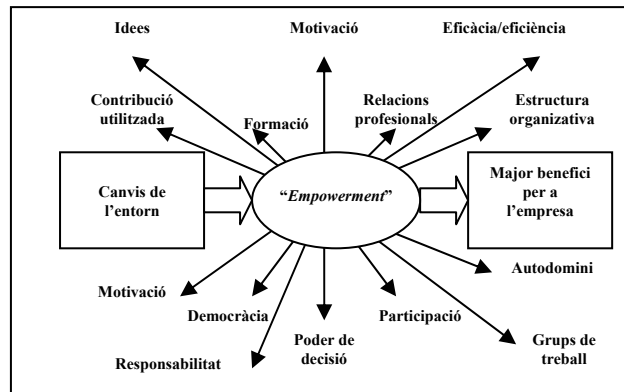 Idees
Motivació
Eficàcia/eficiència
Contribució
utilitzada
Formació
Relacions
profesionals
Estructura
organizativa
Canvis de
l'entorn
“Empowerment”
Major benefici
per a
l'empresa
Autodomini
Motivació
Democràcia
Participació
Poder de
decisió
Grups de
treball
Responsabilitat